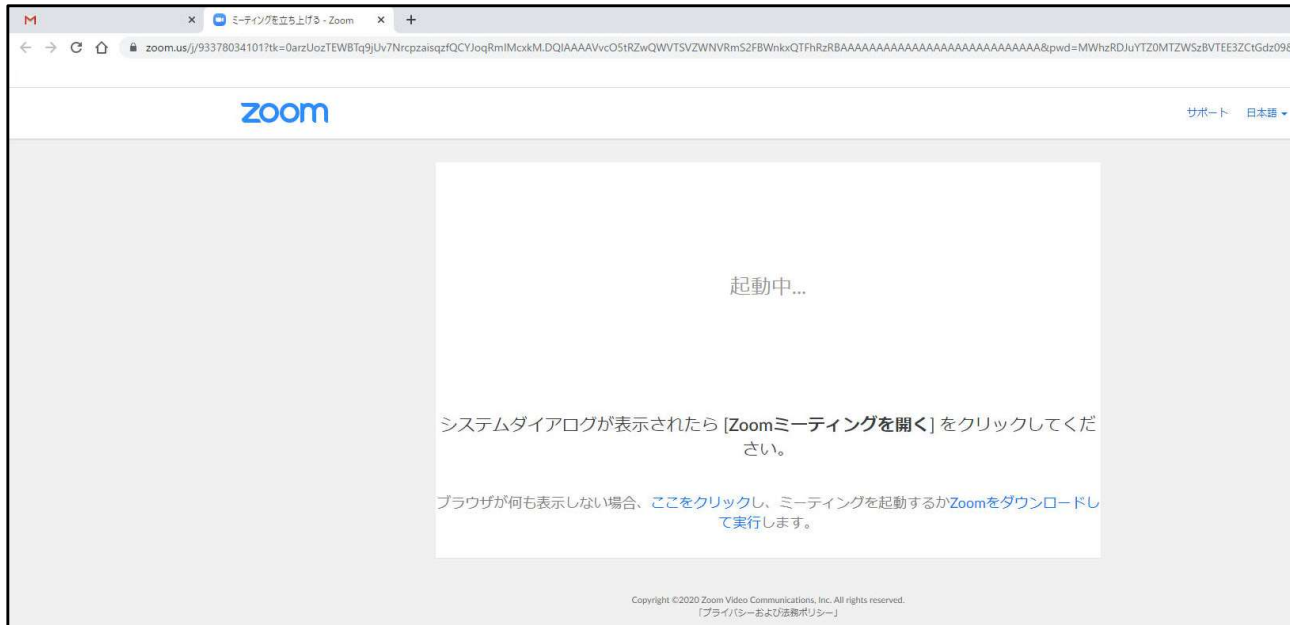 ミーティングを立ち上げる - Zoom
zoom.us/j/93378034101?tk=0arzUozTEWBTq9jUv7NrcpzaisqzfQCYJoqRmIMcxkM.DQIAAAAVvcO5tRZwQWVTSVZWNVRmS2FBWnkxQTFhRzRBAAAAAAAAAAAAAAAAAAAAAAAAAAAA&pwd=MWhzRDJuYTZ0MTZWSzBVTEE3ZCtGdz09&
zoom
サポート 日本語
起動中...
システムダイアログが表示されたら [Zoomミーティングを開く] をクリックしてくだ
さい。
ブラウザが何も表示しない場合、ここをクリックし、ミーティングを起動するかZoomをダウンロードし
て実行します。
Copyright ©2020 Zoom Video Communications, Inc. All rights reserved.
「プライバシーおよび法務ポリシー」